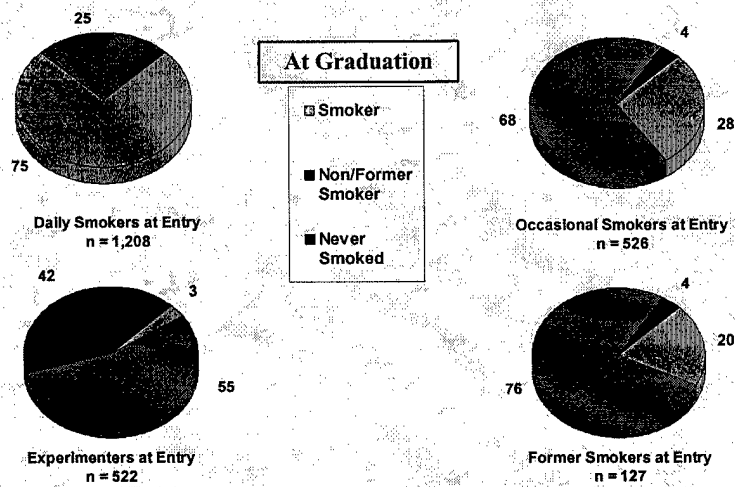 25
75
Daily Smokers at Entry
n = 1,208
At Graduation
Smoker
Non/Former
Smoker
Never
Smoked
4
68
28
Occasional Smokers at Entry
n = 526
42
3
55
Experimenters at Entry
n = 522
4
20
76
Former Smokers at Entry
n = 127